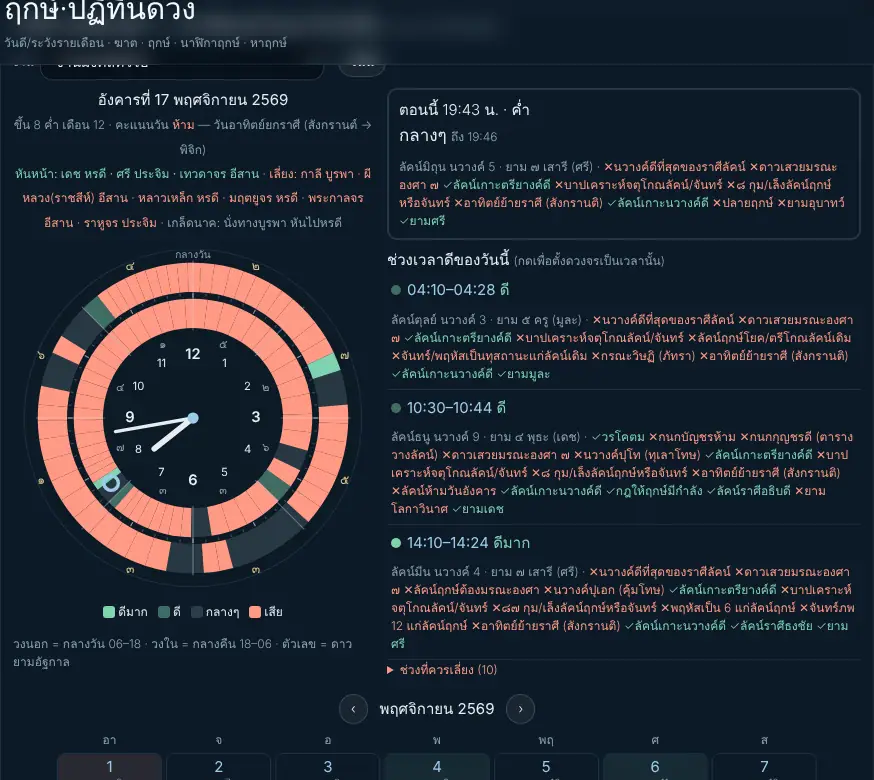 ฤกษ์·ปฏิทินดวง
วันดี/ระวังรายเดือน · ฆาต · ฤกษ์ · นาฬิกาฤกษ์ · หาฤกษ์
อังคารที่ 17 พฤศจิกายน 2569
ขึ้น 8 ค่ำ เดือน 12 · คะแนนวัน ห้าม — วันอาทิตย์ยกราศี (สังกรานต์ →
พิจิก)
หันหน้า: เดช หรดี · ศรี ประจิม · เทวดาจร อีสาน · เลี่ยง: กาลี บูรพา · ผี
หลวง(ราชสีห์) อีสาน · หลาวเหล็ก หรดี · มฤตยูจร หรดี · พระกาลจร
อีสาน · ราหูจร ประจิม · เกล็ดนาค: นั่งทางบูรพา หันไปหรดี
กลางวัน
๔ ๒
๖ ๗
๑ ๕
๓ ๓
๑ 12 ๕
11 1
๔ 10 2 ๒
9 3
๗ 8 4 ๖
7 6 5
๓ ๓
ดีมาก ดี กลางๆ เสีย
วงนอก = กลางวัน 06–18 · วงใน = กลางคืน 18–06 · ตัวเลข = ดาว
ยามอัฐกาล
ตอนนี้ 19:43 น. · ค่ำ
กลางๆ ถึง 19:46
ลัคน์มิถุน นวางค์ 5 · ยาม ๗ เสารี (ศรี) · ✕นวางค์ดีที่สุดของราศีลัคน์ ✕ดาวเสวยมรณะ
องศา ๗ ✓ลัคน์เกาะตรียางค์ดี ✕บาปเคราะห์จตุโกณลัคน์/จันทร์ ✕๘ กุม/เล็งลัคน์ฤกษ์
หรือจันทร์ ✕อาทิตย์ย้ายราศี (สังกรานติ) ✓ลัคน์เกาะนวางค์ดี ✕ปลายฤกษ์ ✕ยามอุบาทว์
✓ยามศรี
ช่วงเวลาดีของวันนี้ (กดเพื่อตั้งดวงจรเป็นเวลานั้น)
04:10–04:28 ดี
ลัคน์ตุลย์ นวางค์ 3 · ยาม ๕ ครู (มูละ) · ✕นวางค์ดีที่สุดของราศีลัคน์ ✕ดาวเสวยมรณะองศา
๗ ✓ลัคน์เกาะตรียางค์ดี ✕บาปเคราะห์จตุโกณลัคน์/จันทร์ ✕ลัคน์ฤกษ์โยค/ตรีโกณลัคน์เดิม
✕จันทร์/พฤหัสเป็นทุสถานะแก่ลัคน์เดิม ✕กรณะวิษฏิ (ภัทรา) ✕อาทิตย์ย้ายราศี (สังกรานติ)
✓ลัคน์เกาะนวางค์ดี ✓ยามมูละ
10:30–10:44 ดี
ลัคน์ธนู นวางค์ 9 · ยาม ๔ พุธะ (เดช) · ✓วรโคตม ✕กนกบัญชรห้าม ✕กนกกุญชรดี (ตาราง
วางลัคน์) ✕ดาวเสวยมรณะองศา ๗ ✕นวางค์ปุโท (ทุเลาโทษ) ✓ลัคน์เกาะตรียางค์ดี ✕บาป
เคราะห์จตุโกณลัคน์/จันทร์ ✕๘ กุม/เล็งลัคน์ฤกษ์หรือจันทร์ ✕อาทิตย์ย้ายราศี (สังกรานติ)
✕ลัคน์ห้ามวันอังคาร ✓ลัคน์เกาะนวางค์ดี ✓กฎให้ฤกษ์มีกำลัง ✓ลัคน์ราศีอธิบดี ✕ยาม
โลกาวินาศ ✓ยามเดช
14:10–14:24 ดีมาก
ลัคน์มีน นวางค์ 4 · ยาม ๗ เสารี (ศรี) · ✕นวางค์ดีที่สุดของราศีลัคน์ ✕ดาวเสวยมรณะองศา
๗ ✕ลัคน์ฤกษ์ต้องมรณะองศา ✕นวางค์ปุเอก (คุ้มโทษ) ✓ลัคน์เกาะตรียางค์ดี ✕บาปเคราะห์
จตุโกณลัคน์/จันทร์ ✕๘๗ กุม/เล็งลัคน์ฤกษ์หรือจันทร์ ✕พฤหัสเป็น 6 แก่ลัคน์ฤกษ์ ✕จันทร์ภพ
12 แก่ลัคน์ฤกษ์ ✕อาทิตย์ย้ายราศี (สังกรานติ) ✓ลัคน์เกาะนวางค์ดี ✓ลัคน์ราศีธงชัย ✓ยาม
ศรี
ช่วงที่ควรเลี่ยง (10)
‹ พฤศจิกายน 2569 ›
อา จ อ พ พฤ ศ ส
1 2 3 4 5 6 7